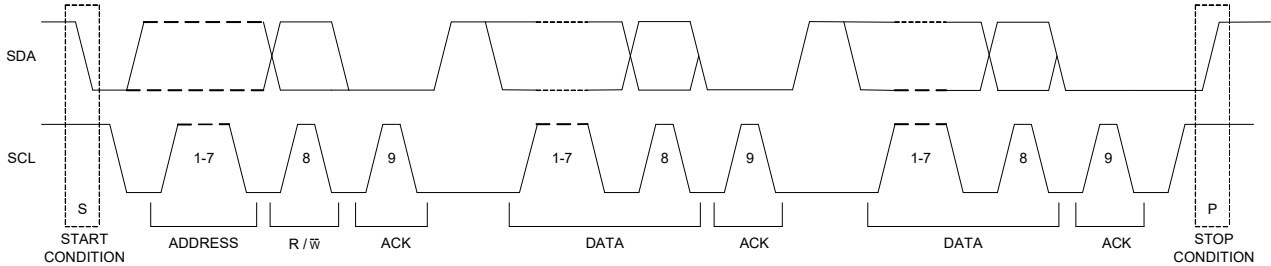 SDA
SCL
1-7
8
9
1-7
8
9
1-7
8
9
S
P
START
CONDITION
ADDRESS
R / w̅
ACK
DATA
ACK
DATA
ACK
STOP
CONDITION